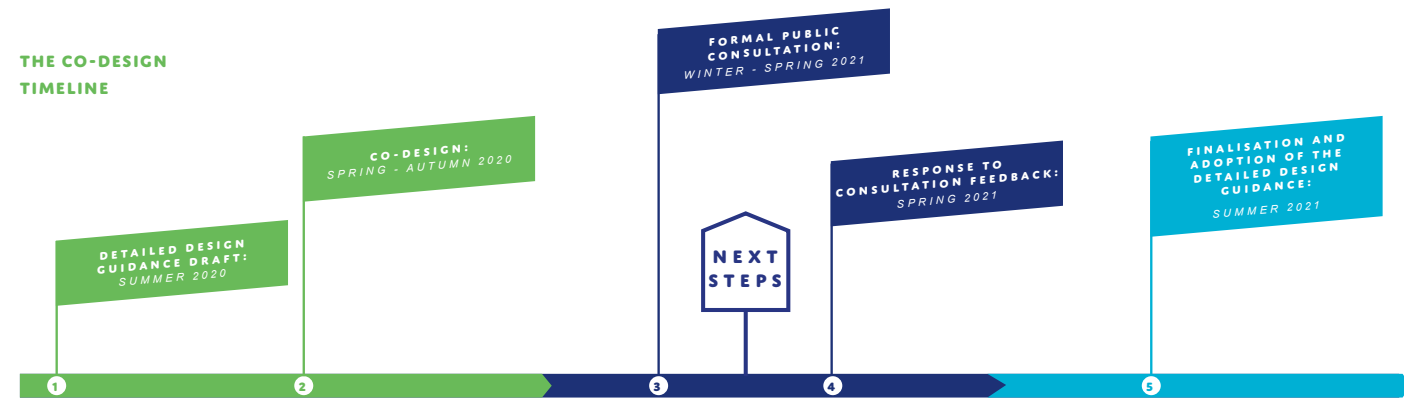 THE CO-DESIGN
TIMELINE
DETAILED DESIGN
GUIDANCE DRAFT:
SUMMER 2020
CO-DESIGN:
SPRING - AUTUMN 2020
FORMAL PUBLIC
CONSULTATION:
WINTER - SPRING 2021
NEXT
STEPS
RESPONSE TO
CONSULTATION FEEDBACK:
SPRING 2021
FINALISATION AND
ADOPTION OF THE
DETAILED DESIGN
GUIDANCE:
SUMMER 2021
1
2
3
4
5